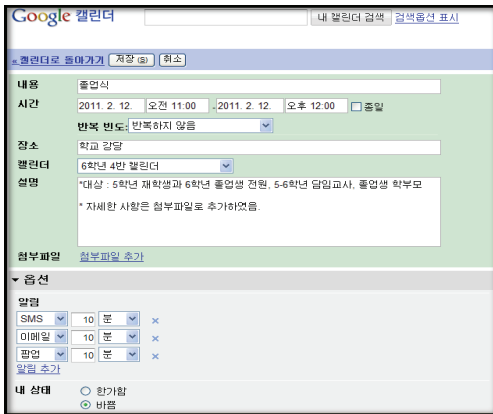 Google 캘린더 내 캘린더 검색 검색옵션 표시
«캘린더로 돌아가기 저장 (S) 취소
내용 졸업식
시간 2011. 2. 12. 오전 11:00 - 2011. 2. 12. 오후 12:00 종일
반복 빈도: 반복하지 않음
장소 학교 강당
캘린더 6학년 4반 캘린더
설명 *대상 : 5학년 재학생과 6학년 졸업생 전원, 5-6학년 담임교사, 졸업생 학부모
* 자세한 사항은 첨부파일로 추가하였음.
첨부파일 첨부파일 추가
옵션
알림
SMS 10 분 ×
이메일 10 분 ×
팝업 10 분 ×
알림 추가
내 상태 한가함
바쁨